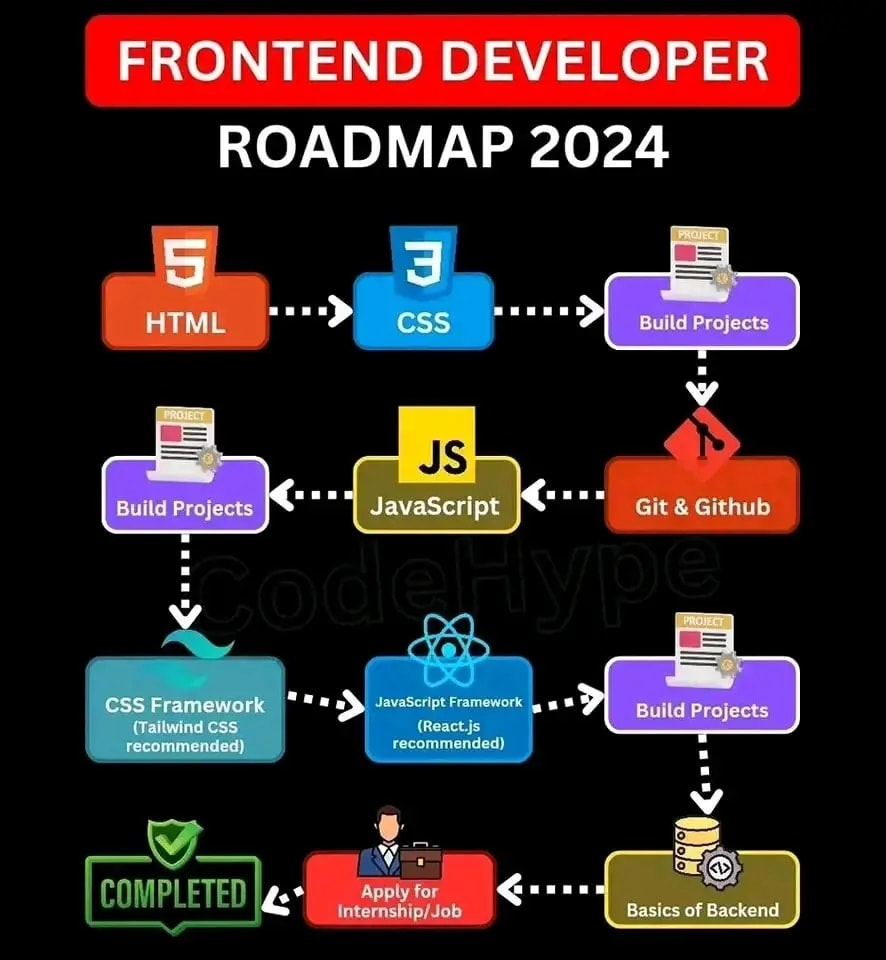 FRONTEND DEVELOPER
ROADMAP 2024
HTML
3
CSS
PROJECT
Build Projects
PROJECT
Build Projects
JS
JavaScript
Git & Github
CodeHype
CSS Framework
(Tailwind CSS
recommended)
JavaScript Framework
(React.js
recommended)
PROJECT
Build Projects
COMPLETED
Apply for
Internship/Job
Basics of Backend